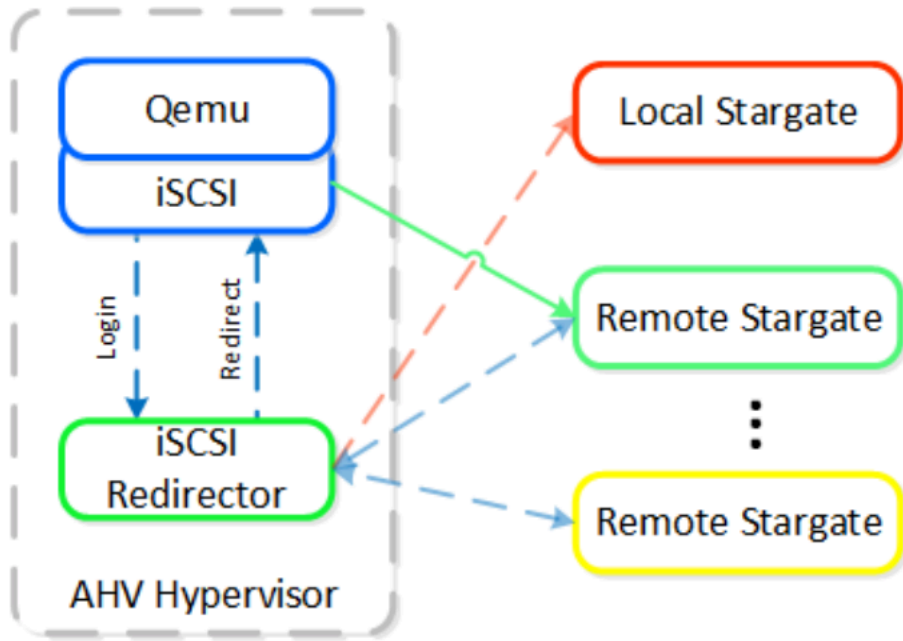 Qemu
iSCSI
Login
Redirect
iSCSI
Redirector
AHV Hypervisor
Local Stargate
Remote Stargate
Remote Stargate